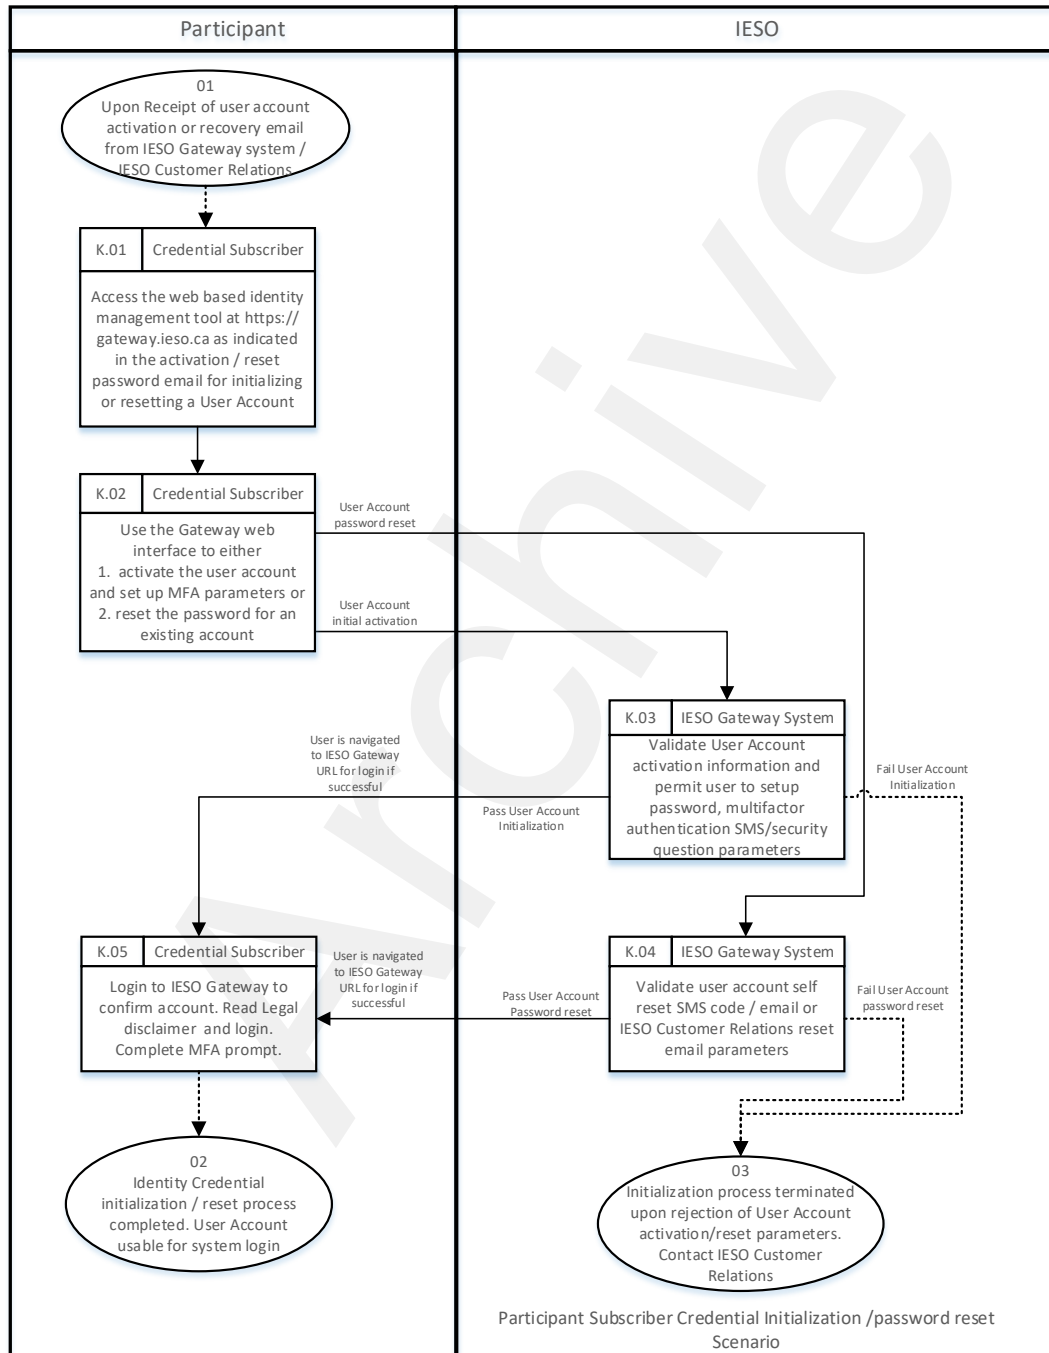 Participant
IESO
01
Upon Receipt of user account
activation or recovery email
from IESO Gateway system /
IESO Customer Relations
K.01
Credential Subscriber
Access the web based identity
management tool at https://
gateway.ieso.ca as indicated
in the activation / reset
password email for initializing
or resetting a User Account
K.02
Credential Subscriber
Use the Gateway web
interface to either
1. activate the user account
and set up MFA parameters or
2. reset the password for an
existing account
User Account
password reset
User Account
initial activation
K.03
IESO Gateway System
Validate User Account
activation information and
permit user to setup
password, multifactor
authentication SMS/security
question parameters
User is navigated
to IESO Gateway
URL for login if
successful
Pass User Account
Initialization
Fail User Account
Initialization
K.05
Credential Subscriber
Login to IESO Gateway to
confirm account. Read Legal
disclaimer and login.
Complete MFA prompt.
User is navigated
to IESO Gateway
URL for login if
successful
Pass User Account
Password reset
K.04
IESO Gateway System
Validate user account self
reset SMS code / email or
IESO Customer Relations reset
email parameters
Fail User Account
password reset
02
Identity Credential
initialization / reset process
completed. User Account
usable for system login
03
Initialization process terminated
upon rejection of User Account
activation/reset parameters.
Contact IESO Customer
Relations
Participant Subscriber Credential Initialization /password reset
Scenario
Archive